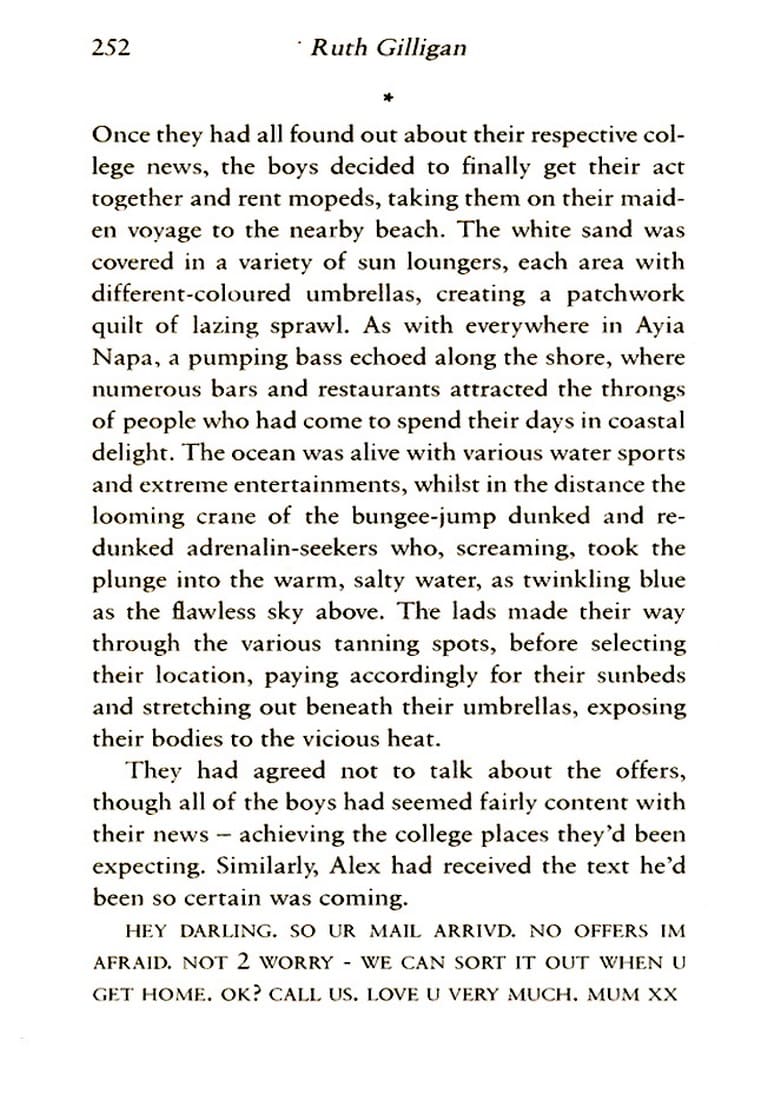 252 Ruth Gilligan
*
Once they had all found out about their respective col-
lege news, the boys decided to finally get their act
together and rent mopeds, taking them on their maid-
en voyage to the nearby beach. The white sand was
covered in a variety of sun loungers, each area with
different-coloured umbrellas, creating a patchwork
quilt of lazing sprawl. As with everywhere in Ayia
Napa, a pumping bass echoed along the shore, where
numerous bars and restaurants attracted the throngs
of people who had come to spend their days in coastal
delight. The ocean was alive with various water sports
and extreme entertainments, whilst in the distance the
looming crane of the bungee-jump dunked and re-
dunked adrenalin-seekers who, screaming, took the
plunge into the warm, salty water, as twinkling blue
as the flawless sky above. The lads made their way
through the various tanning spots, before selecting
their location, paying accordingly for their sunbeds
and stretching out beneath their umbrellas, exposing
their bodies to the vicious heat.
They had agreed not to talk about the offers,
though all of the boys had seemed fairly content with
their news – achieving the college places they'd been
expecting. Similarly, Alex had received the text he'd
been so certain was coming.
HEY DARLING. SO UR MAIL ARRIVD. NO OFFERS IM
AFRAID. NOT 2 WORRY - WE CAN SORT IT OUT WHEN U
GET HOME. OK? CALL US. LOVE U VERY MUCH. MUM XX